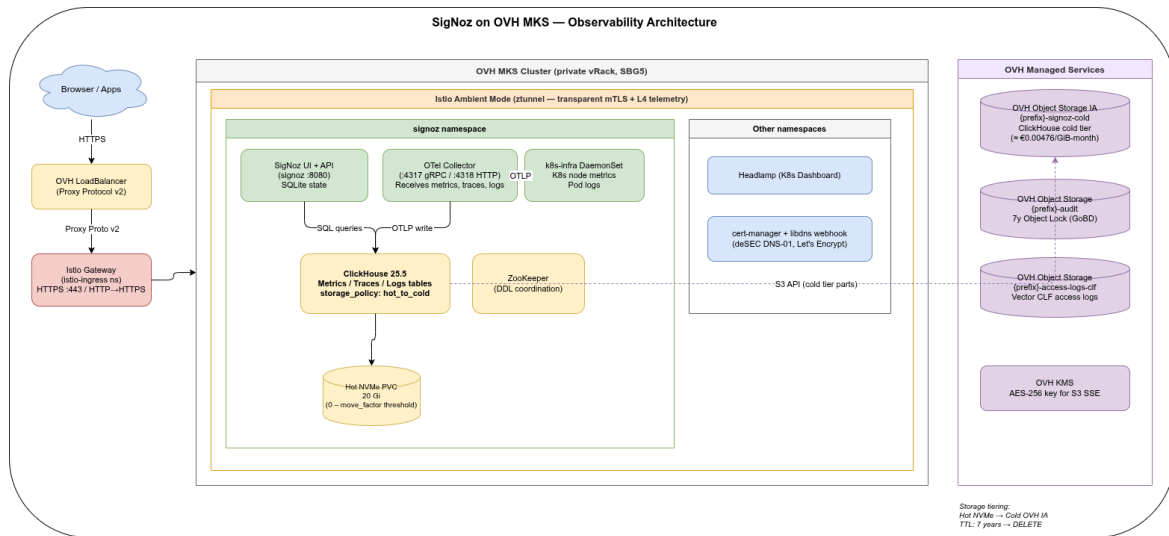 SigNoz on OVH MKS — Observability Architecture
Browser / Apps
HTTPS
OVH LoadBalancer
(Proxy Protocol v2)
Proxy Proto v2
Istio Gateway
(istio-ingress ns)
HTTPS :443 / HTTP→HTTPS
OVH MKS Cluster (private vRack, SBG5)
Istio Ambient Mode (ztunnel — transparent mTLS + L4 telemetry)
signoz namespace
SigNoz UI + API
(signoz :8080)
SQLite state
OTel Collector
(:4317 gRPC / :4318 HTTP)
Receives metrics, traces, logs
OTLP
k8s-infra DaemonSet
K8s node metrics
Pod logs
SQL queries
OTLP write
ClickHouse 25.5
Metrics / Traces / Logs tables
storage_policy: hot_to_cold
ZooKeeper
(DDL coordination)
Hot NVMe PVC
20 Gi
(0 – move_factor threshold)
Other namespaces
Headlamp (K8s Dashboard)
cert-manager + libdns webhook
(deSEC DNS-01, Let's Encrypt)
S3 API (cold tier parts)
OVH Managed Services
OVH Object Storage IA
{prefix}-signoz-cold
ClickHouse cold tier
(≈ €0.00476/GiB-month)
OVH Object Storage
{prefix}-audit
7y Object Lock (GoBD)
OVH Object Storage
{prefix}-access-logs-clf
Vector CLF access logs
OVH KMS
AES-256 key for S3 SSE
Storage tiering:
Hot NVMe → Cold OVH IA
TTL: 7 years → DELETE